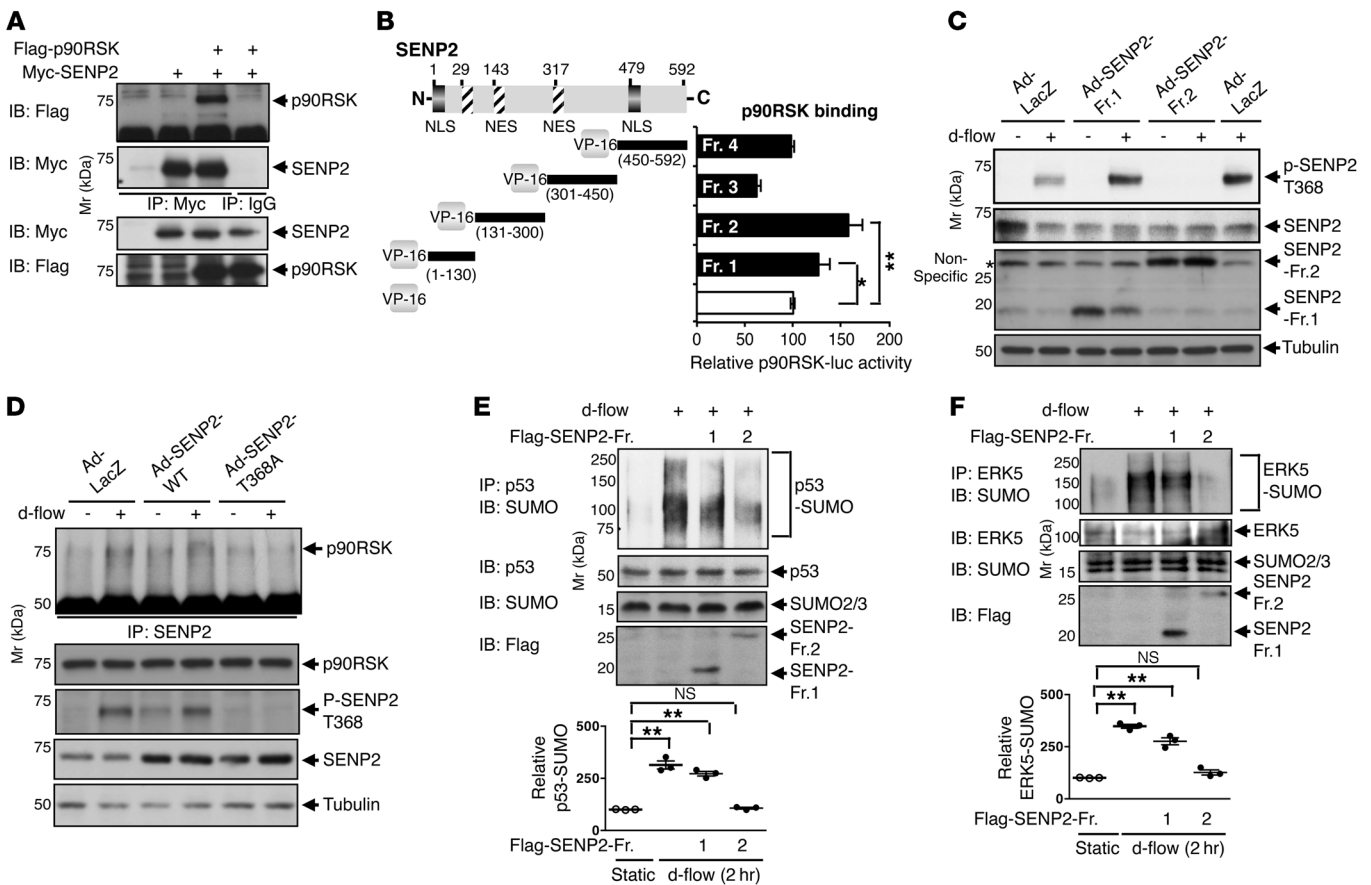 A
Flag-p90RSK + +
Myc-SENP2 + + +
IB: Flag 75 p90RSK
IB: Myc 75 SENP2
Mr (kDa)
IP: Myc IP: IgG
IB: Myc 75 SENP2
IB: Flag 75 p90RSK
B
SENP2
1 29 143 317 479 592
N C
NLS NES NES NLS
p90RSK binding
VP-16 (450-592) Fr. 4
VP-16 (301-450) Fr. 3
VP-16 (131-300) Fr. 2
VP-16 (1-130) Fr. 1
VP-16
* **
0 50 100 150 200
Relative p90RSK-luc activity
C
Ad-LacZ
Ad-SENP2-Fr.1
Ad-SENP2-Fr.2
Ad-LacZ
d-flow - + - + - + +
Mr (kDa)
75 p-SENP2
T368
75 SENP2
Non-Specific
* SENP2
-Fr.2
25
20 SENP2
-Fr.1
50 Tubulin
D
Ad-LacZ
Ad-SENP2-WT
Ad-SENP2-T368A
d-flow - + - + - +
75 p90RSK
50
IP: SENP2
Mr (kDa)
75 p90RSK
75 P-SENP2
T368
75 SENP2
50 Tubulin
E
d-flow + + +
Flag-SENP2-Fr. 1 2
IP: p53
IB: SUMO
250
150
100
75
p53
-SUMO
Mr (kDa)
IB: p53 50 p53
IB: SUMO 15 SUMO2/3
IB: Flag 25 SENP2-
Fr.2
20 SENP2-
Fr.1
NS
**
**
Relative
p53-SUMO
500
250
0
Flag-SENP2-Fr. 1 2
Static d-flow (2 hr)
F
d-flow + + +
Flag-SENP2-Fr. 1 2
IP: ERK5
IB: SUMO
250
150
100
ERK5
-SUMO
Mr (kDa)
IB: ERK5 100 ERK5
IB: SUMO 15 SUMO2/3
IB: Flag 25 SENP2
Fr.2
20 SENP2
Fr.1
NS
**
**
Relative
ERK5-SUMO
500
250
0
Flag-SENP2-Fr. 1 2
Static d-flow (2 hr)